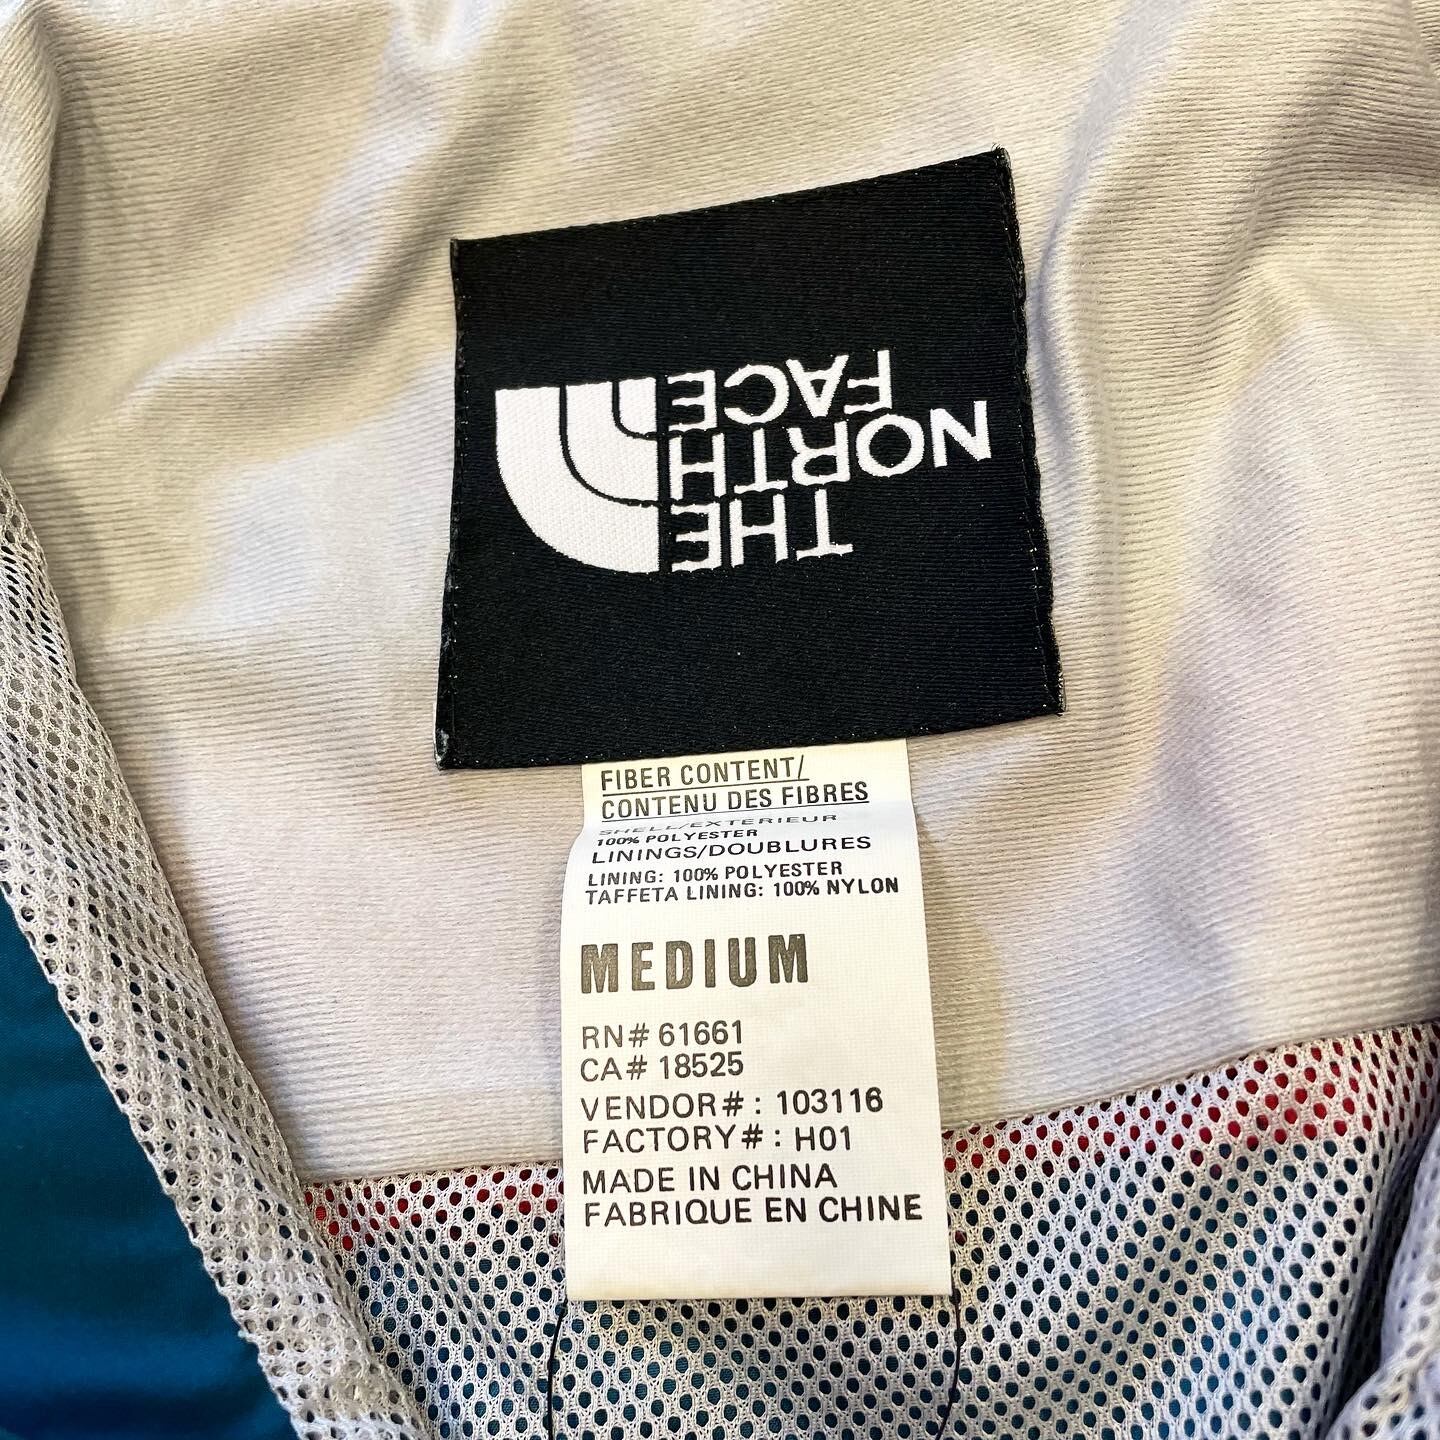 THE
NORTH
FACE
FIBER CONTENT/
CONTENU DES FIBRES
SHELL/EXTERIEUR
100% POLYESTER
LININGS/DOUBLURES
LINING: 100% POLYESTER
TAFFETA LINING: 100% NYLON
MEDIUM
RN# 61661
CA# 18525
VENDOR# : 103116
FACTORY# : H01
MADE IN CHINA
FABRIQUE EN CHINE